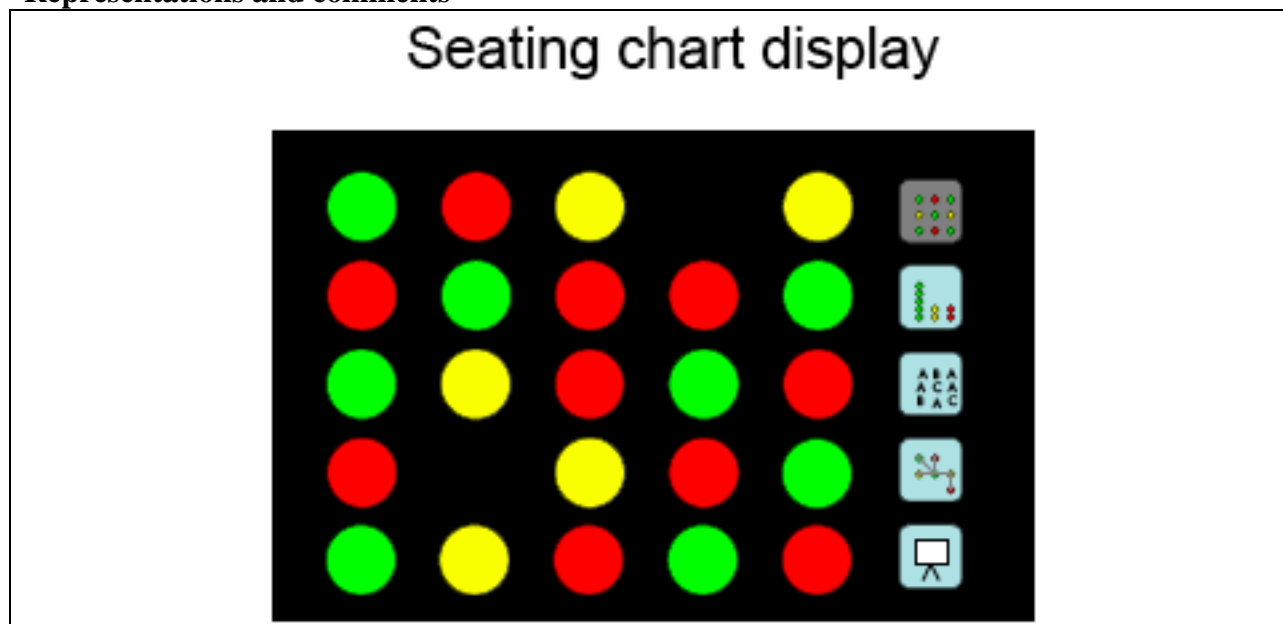 Representations and comments
Seating chart display
A B A
A C A
B A C